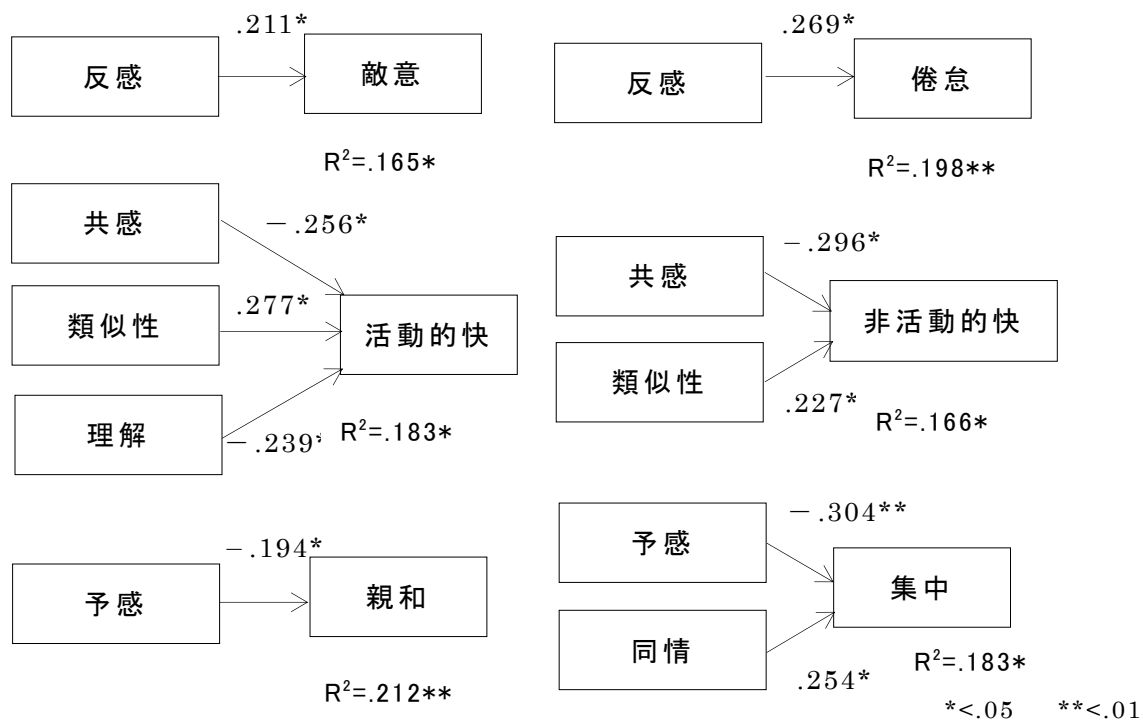 .211*
反感
敵意
R²=.165*
.269*
反感
倦怠
R²=.198**
共感
－.256*
類似性
.277*
活動的快
理解
－.239*
R²=.183*
共感
－.296*
非活動的快
類似性
.227*
R²=.166*
－.194*
予感
親和
R²=.212**
予感
－.304**
集中
同情
.254*
R²=.183*
*<.05 **<.01